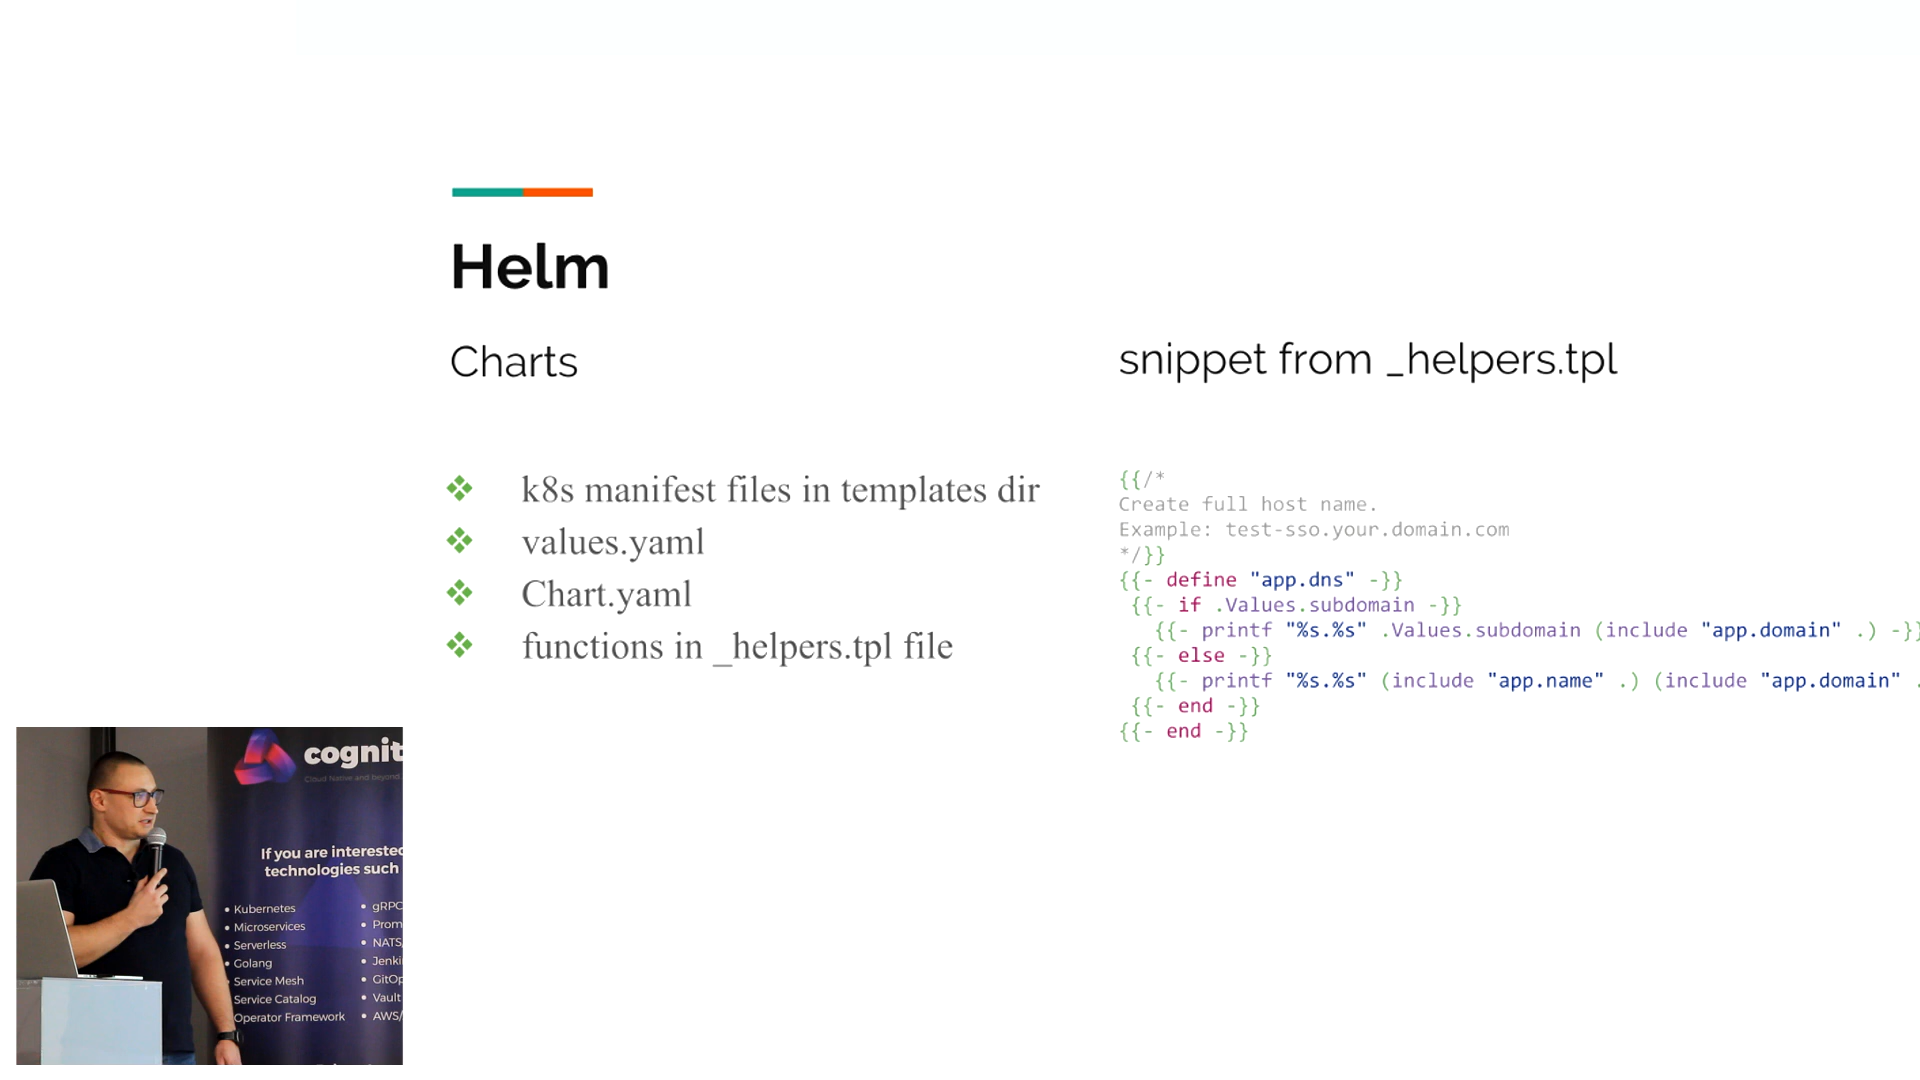 Helm
Charts
snippet from _helpers.tpl
k8s manifest files in templates dir
values.yaml
Chart.yaml
functions in _helpers.tpl file
{{/*
Create full host name.
Example: test-sso.your.domain.com
*/}}
{{- define "app.dns" -}}
{{- if .Values.subdomain -}}
{{- printf "%s.%s" .Values.subdomain (include "app.domain" .) -}}
{{- else -}}
{{- printf "%s.%s" (include "app.name" .) (include "app.domain" .
{{- end -}}
{{- end -}}
cognit
Cloud Native and beyond
If you are interested
technologies such
Kubernetes
Microservices
Serverless
Golang
Service Mesh
Service Catalog
Operator Framework
gRPC
Prom
NATS
Jenki
GitOp
Vault
AWS/